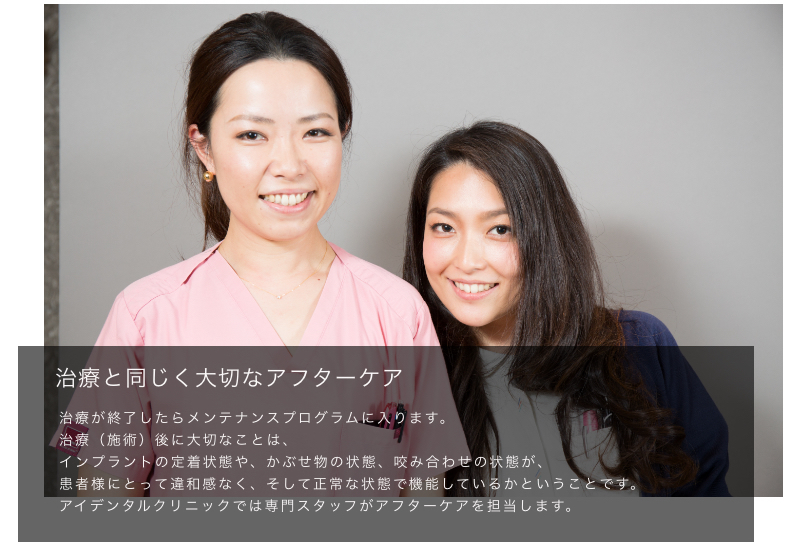 治療と同じく大切なアフターケア
治療が終了したらメンテナンスプログラムに入ります。
治療（施術）後に大切なことは、
インプラントの定着状態や、かぶせ物の状態、咬み合わせの状態が、
患者様にとって違和感なく、そして正常な状態で機能しているかということです。
アイデンタルクリニックでは専門スタッフがアフターケアを担当します。